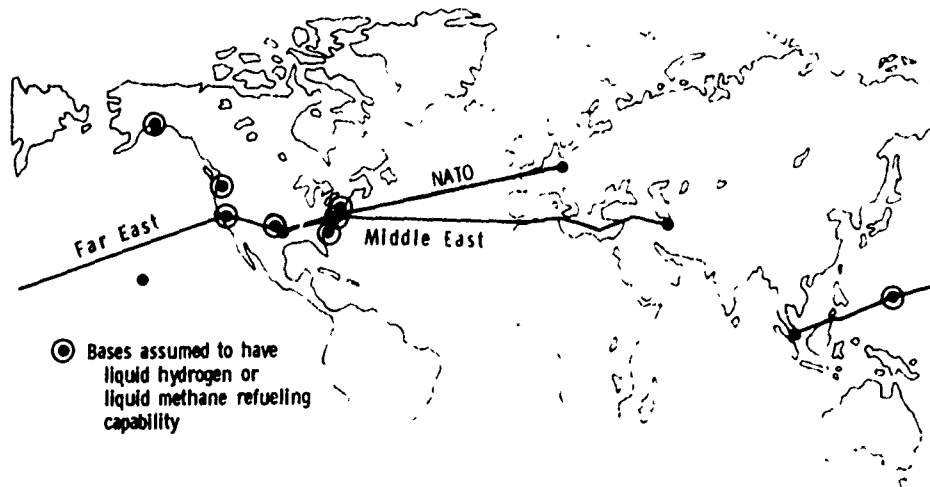 NATO
Middle East
Far East
Bases assumed to have
liquid hydrogen or
liquid methane refueling
capability